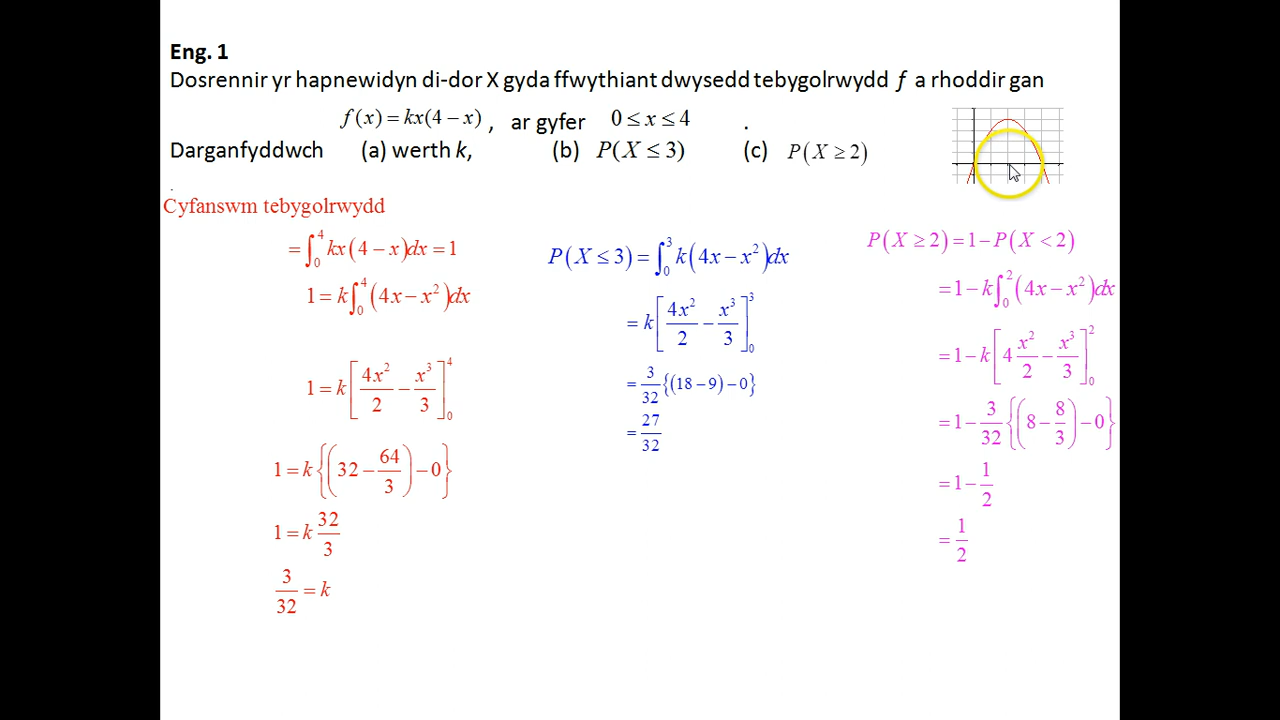 Eng. 1
Dosrennir yr hapnewidyn di-dor X gyda ffwythiant dwysedd tebygolrwydd f a rhoddir gan
f(x) = kx(4 − x) , ar gyfer 0 ≤ x ≤ 4 .
Darganfyddwch (a) werth k, (b) P(X ≤ 3) (c) P(X ≥ 2)
.
Cyfanswm tebygolrwydd
= ∫₀⁴ kx(4 − x)dx = 1
1 = k∫₀⁴ (4x − x²)dx
1 = k[4x²/2 − x³/3]₀⁴
1 = k{(32 − 64/3) − 0}
1 = k 32/3
3/32 = k
P(X ≤ 3) = ∫₀³ k(4x − x²)dx
= k[4x²/2 − x³/3]₀³
= 3/32 {(18 − 9) − 0}
= 27/32
P(X ≥ 2) = 1 − P(X < 2)
= 1 − k∫₀² (4x − x²)dx
= 1 − k[4 x²/2 − x³/3]₀²
= 1 − 3/32 {(8 − 8/3) − 0}
= 1 − 1/2
= 1/2